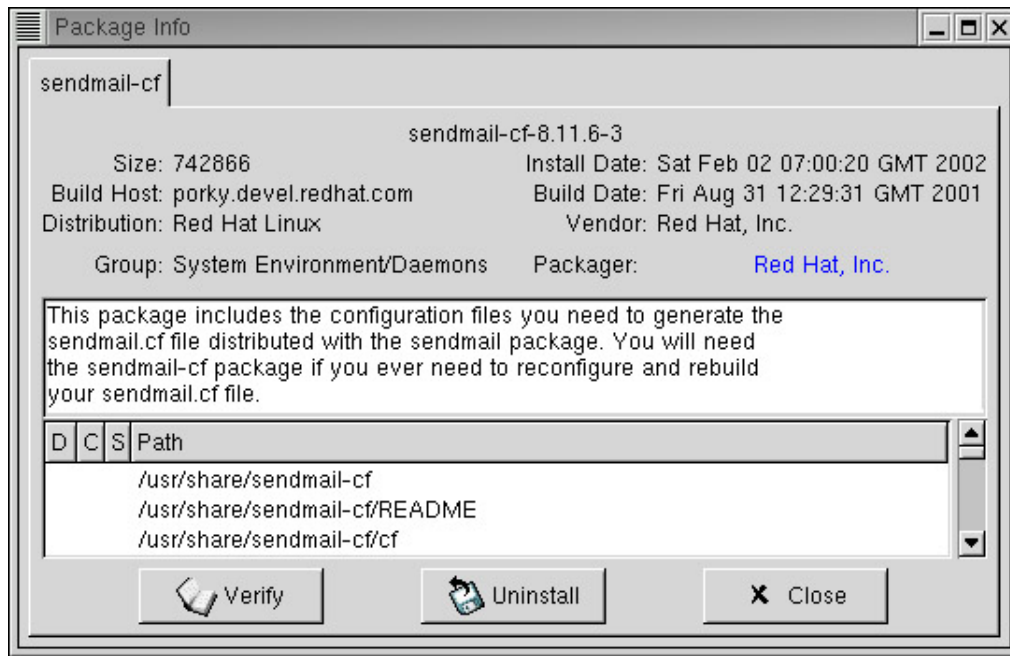 Package Info
sendmail-cf
sendmail-cf-8.11.6-3
Size: 742866 Install Date: Sat Feb 02 07:00:20 GMT 2002
Build Host: porky.devel.redhat.com Build Date: Fri Aug 31 12:29:31 GMT 2001
Distribution: Red Hat Linux Vendor: Red Hat, Inc.
Group: System Environment/Daemons Packager: Red Hat, Inc.
This package includes the configuration files you need to generate the
sendmail.cf file distributed with the sendmail package. You will need
the sendmail-cf package if you ever need to reconfigure and rebuild
your sendmail.cf file.
D C S Path
/usr/share/sendmail-cf
/usr/share/sendmail-cf/README
/usr/share/sendmail-cf/cf
Verify Uninstall Close